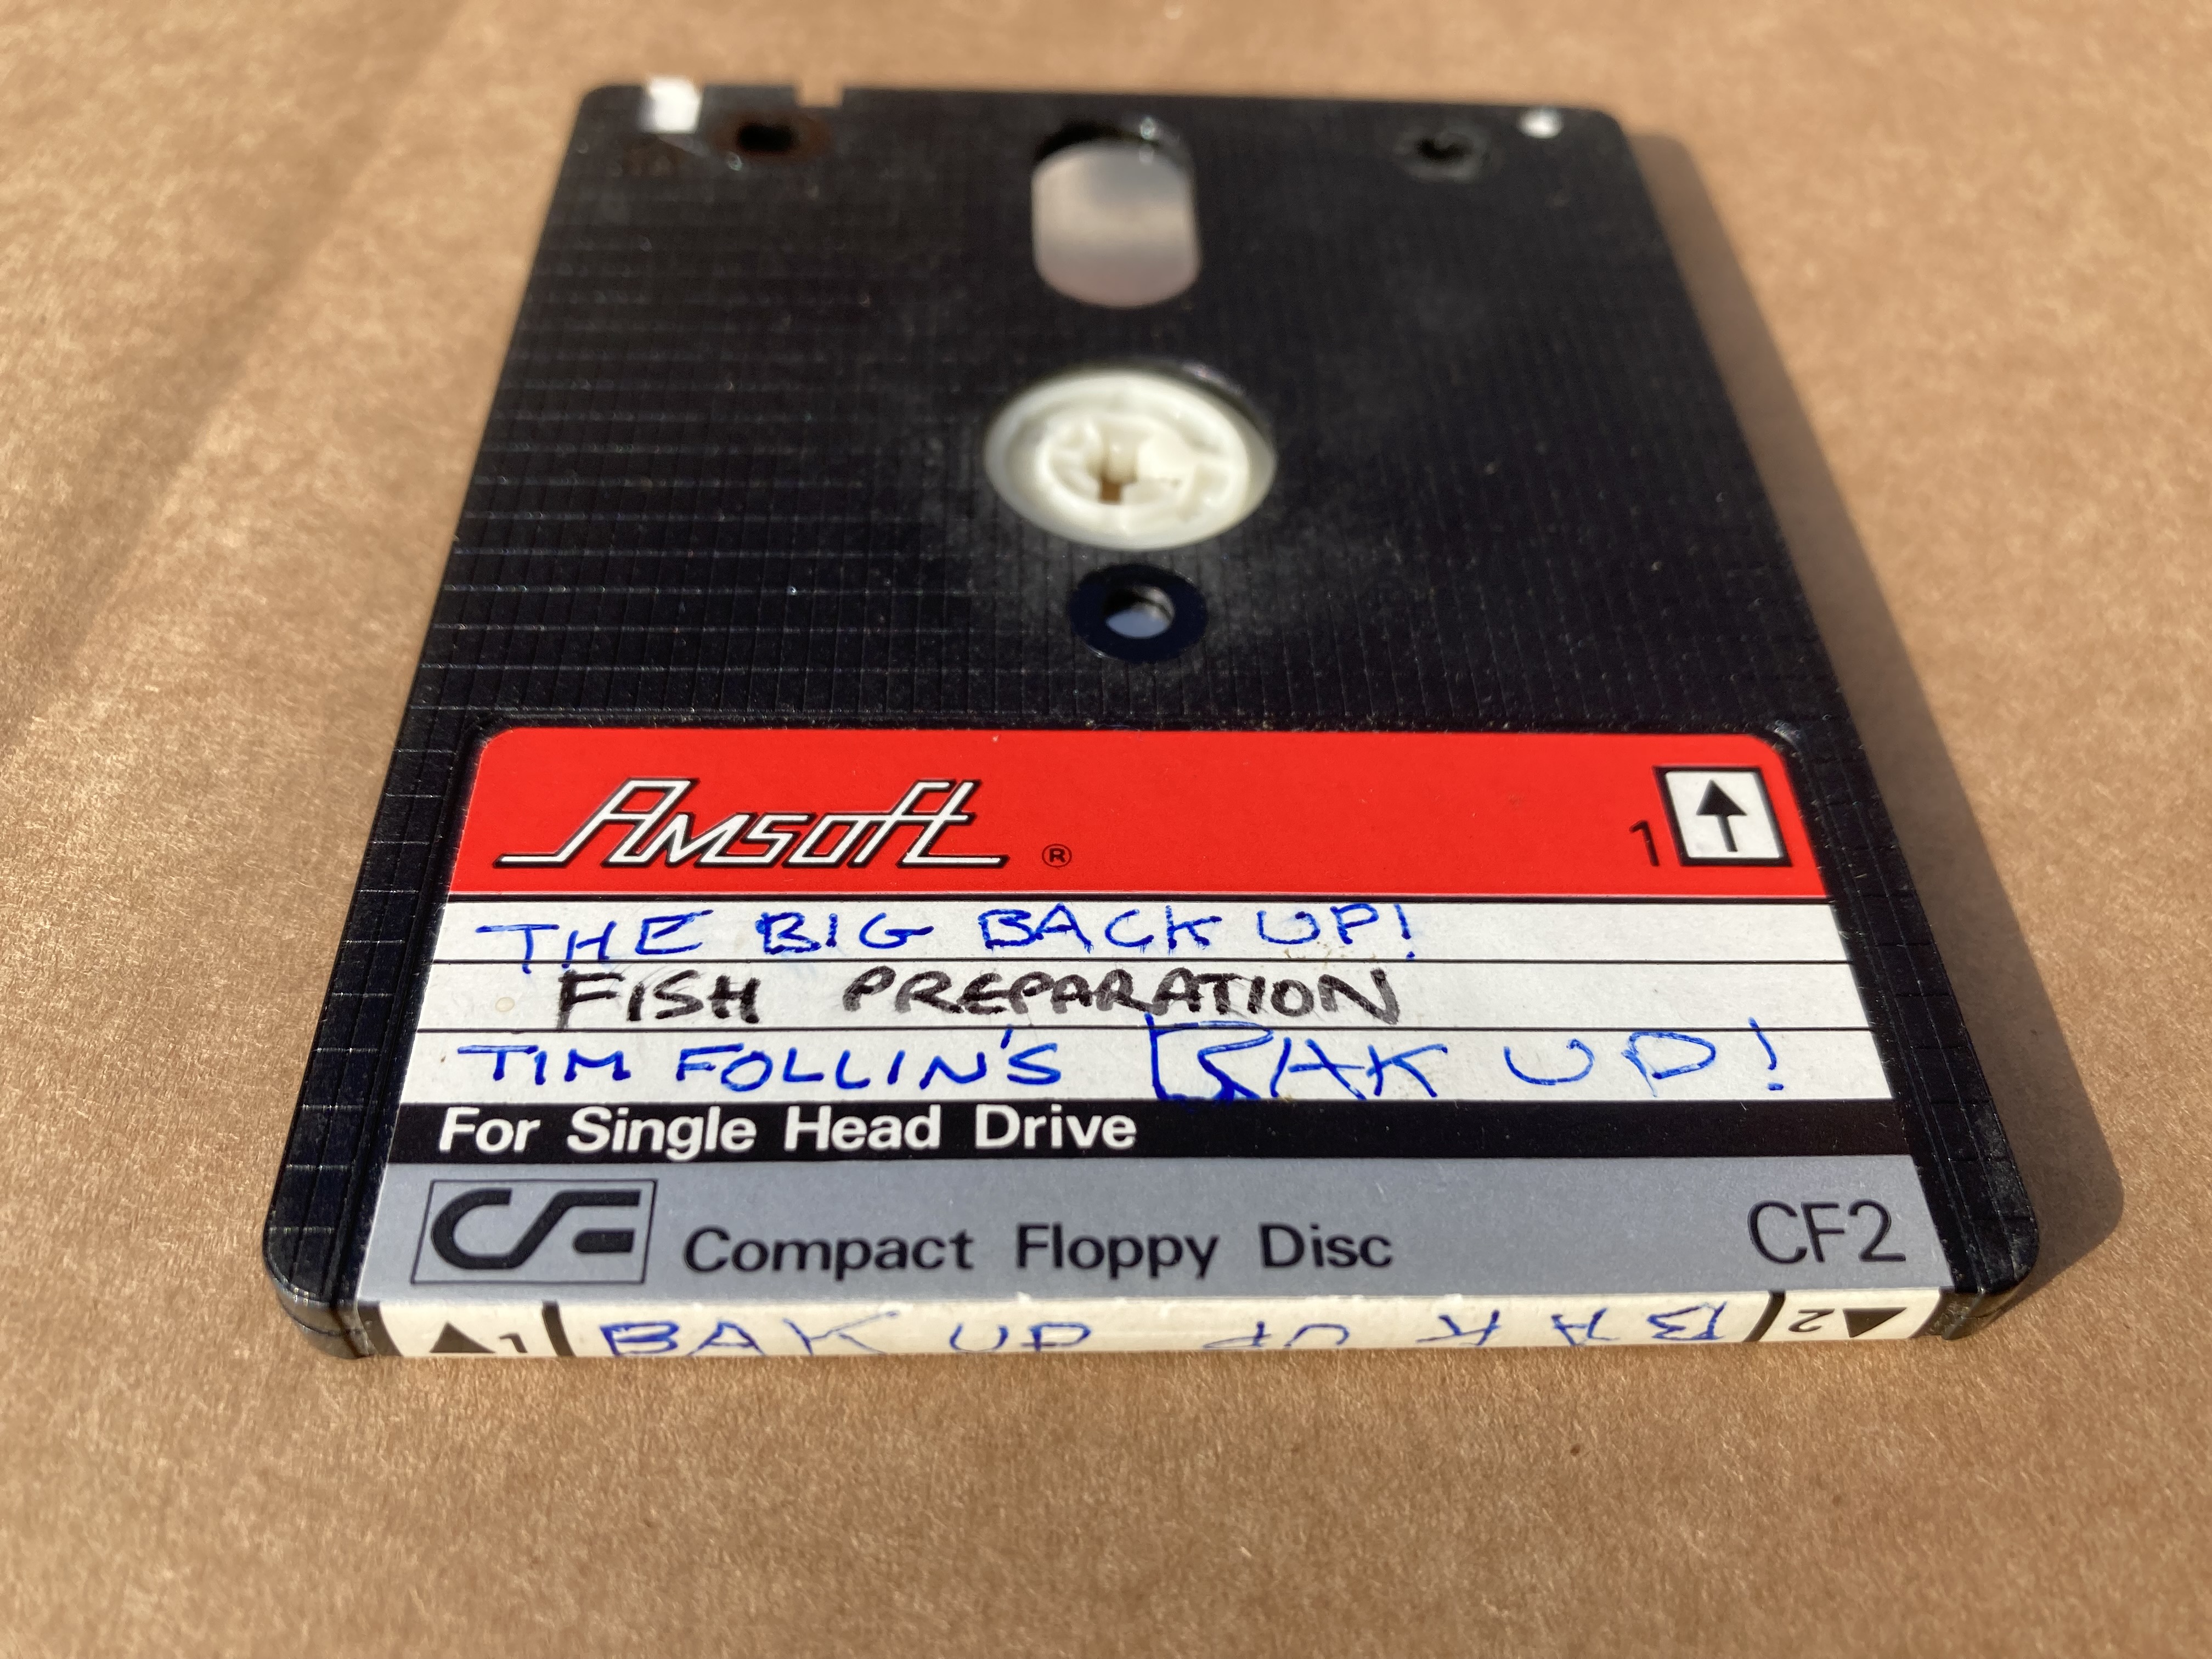 Amsoft ®
1
THE BIG BACK UP!
FISH PREPARATION
TIM FOLLIN'S BAK UP!
For Single Head Drive
CF Compact Floppy Disc CF2
1 BAK UP BAK UP 2